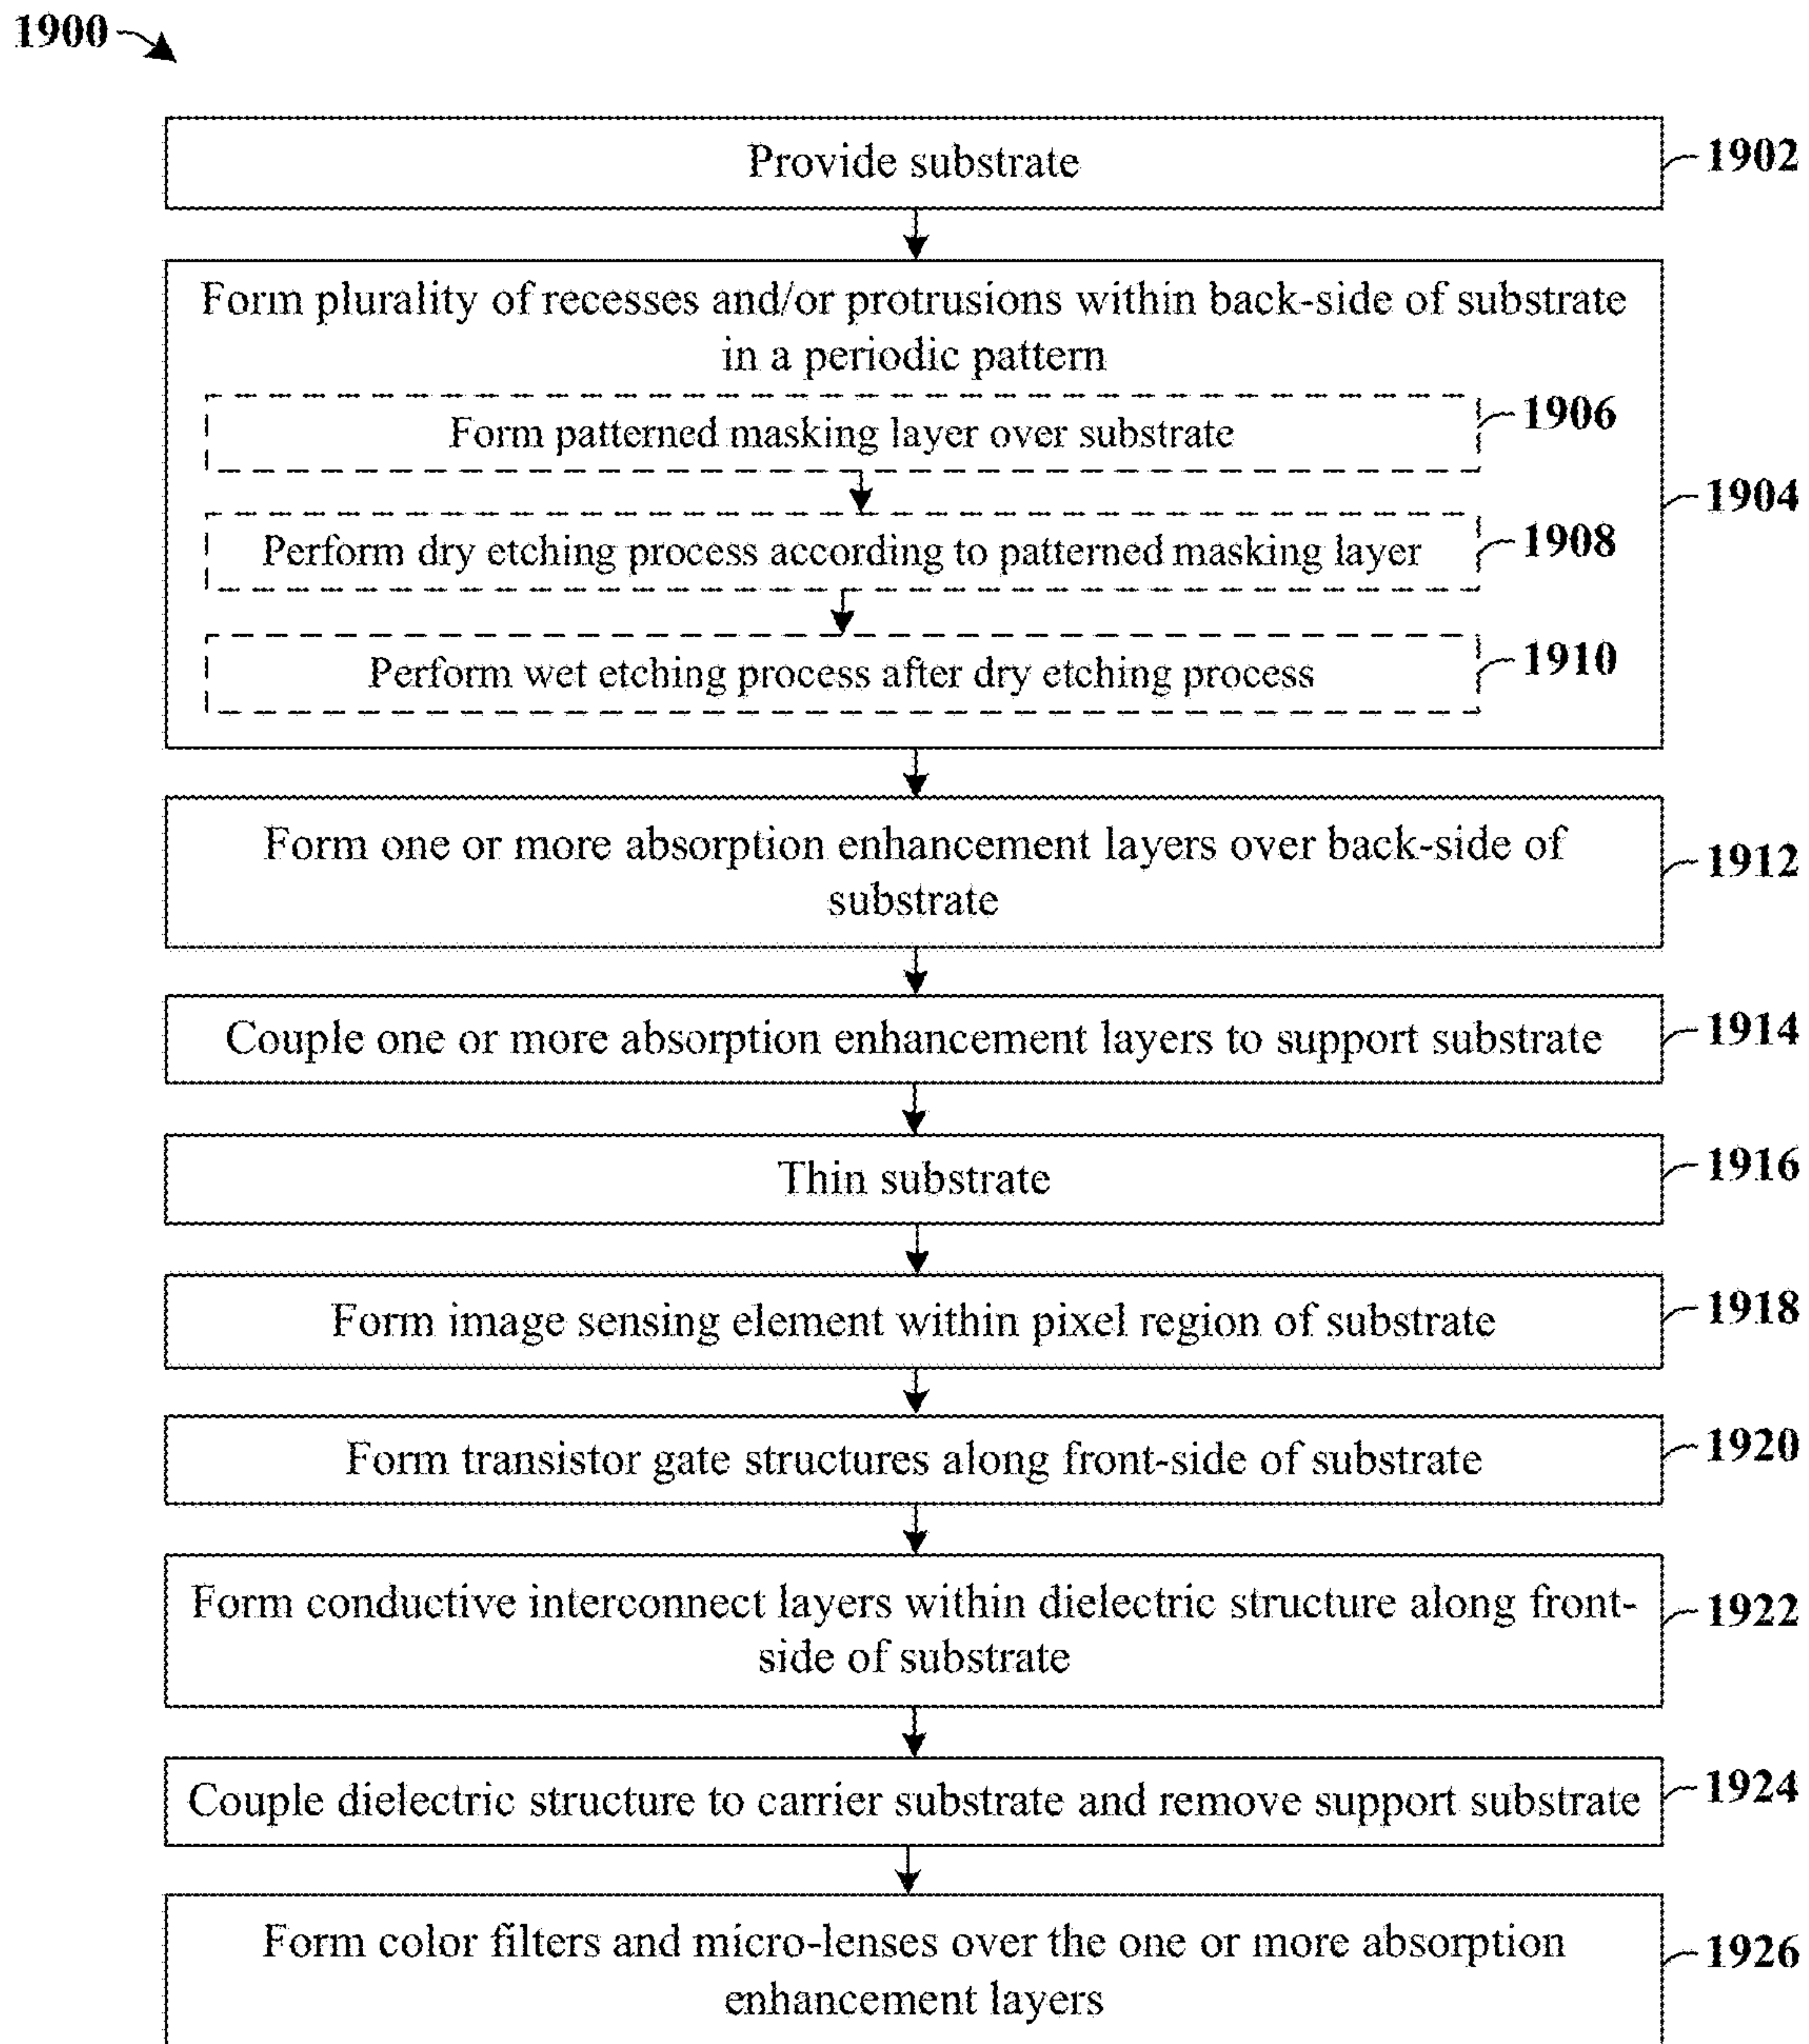 1900
Provide substrate
1902
Form plurality of recesses and/or protrusions within back-side of substrate
in a periodic pattern
Form patterned masking layer over substrate
1906
1904
Perform dry etching process according to patterned masking layer
1908
Perform wet etching process after dry etching process
1910
Form one or more absorption enhancement layers over back-side of
substrate
1912
Couple one or more absorption enhancement layers to support substrate
1914
Thin substrate
1916
Form image sensing element within pixel region of substrate
1918
Form transistor gate structures along front-side of substrate
1920
Form conductive interconnect layers within dielectric structure along front-
side of substrate
1922
Couple dielectric structure to carrier substrate and remove support substrate
1924
Form color filters and micro-lenses over the one or more absorption
enhancement layers
1926